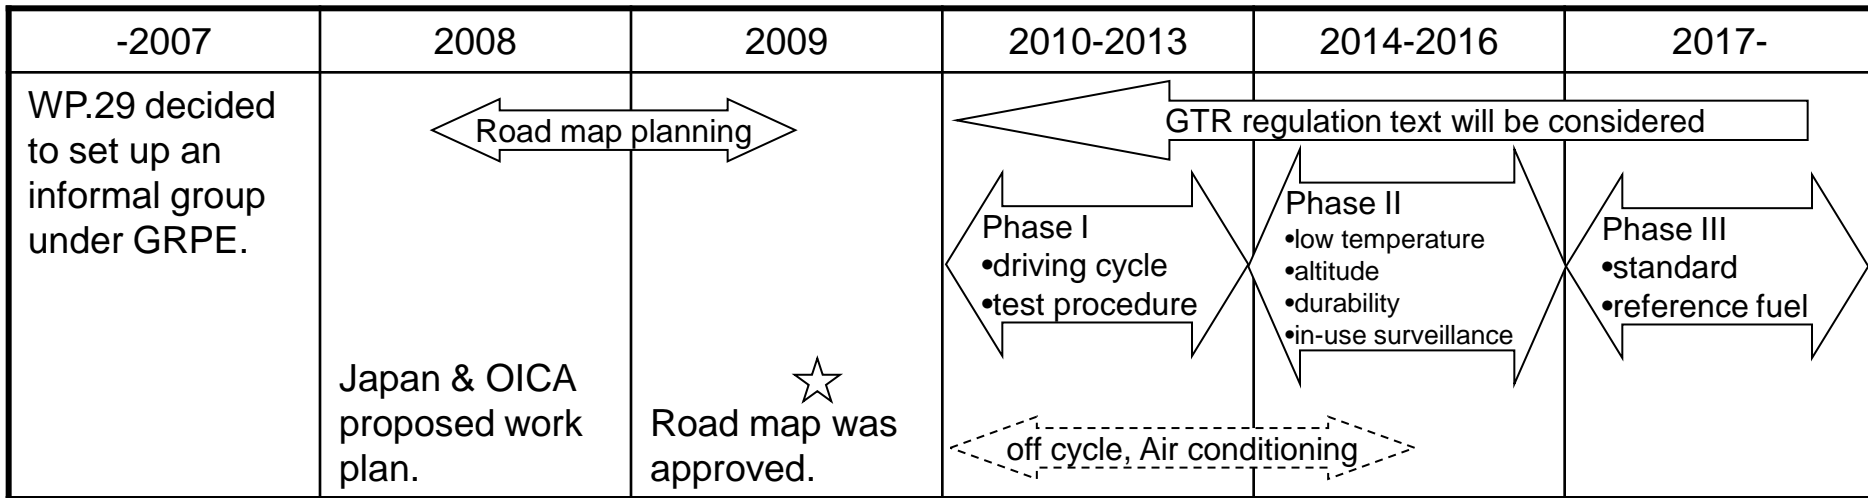 -2007
2008
2009
2010-2013
2014-2016
2017-
WP.29 decided
to set up an
informal group
under GRPE.
Road map planning
GTR regulation text will be considered
Phase I
•driving cycle
•test procedure
Phase II
•low temperature
•altitude
•durability
•in-use surveillance
Phase III
•standard
•reference fuel
Japan & OICA
proposed work
plan.
Road map was
approved.
off cycle, Air conditioning